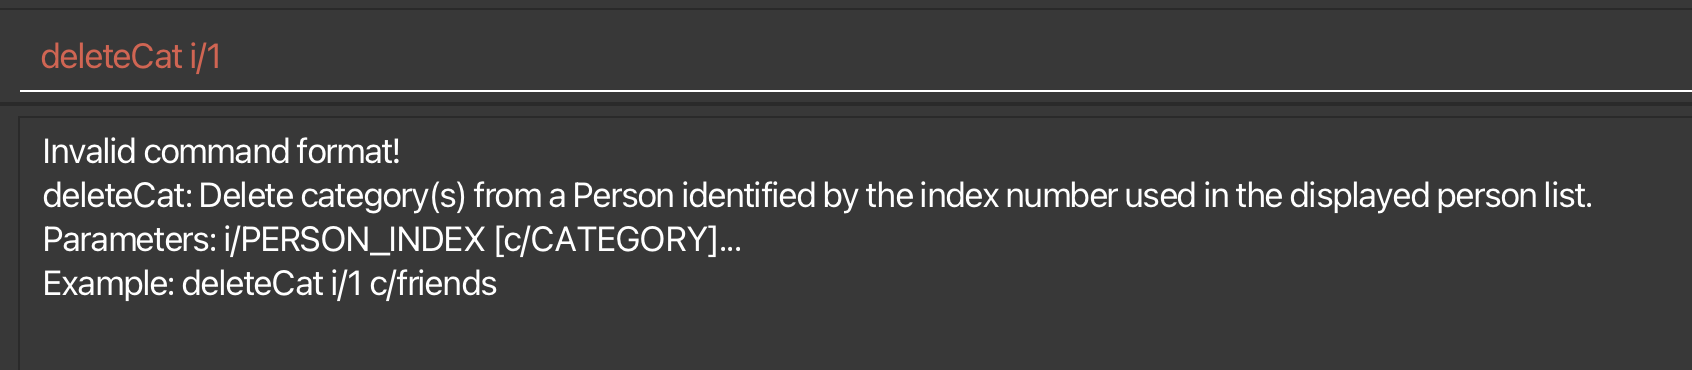 deleteCat i/1
Invalid command format!
deleteCat: Delete category(s) from a Person identified by the index number used in the displayed person list.
Parameters: i/PERSON_INDEX [c/CATEGORY]...
Example: deleteCat i/1 c/friends